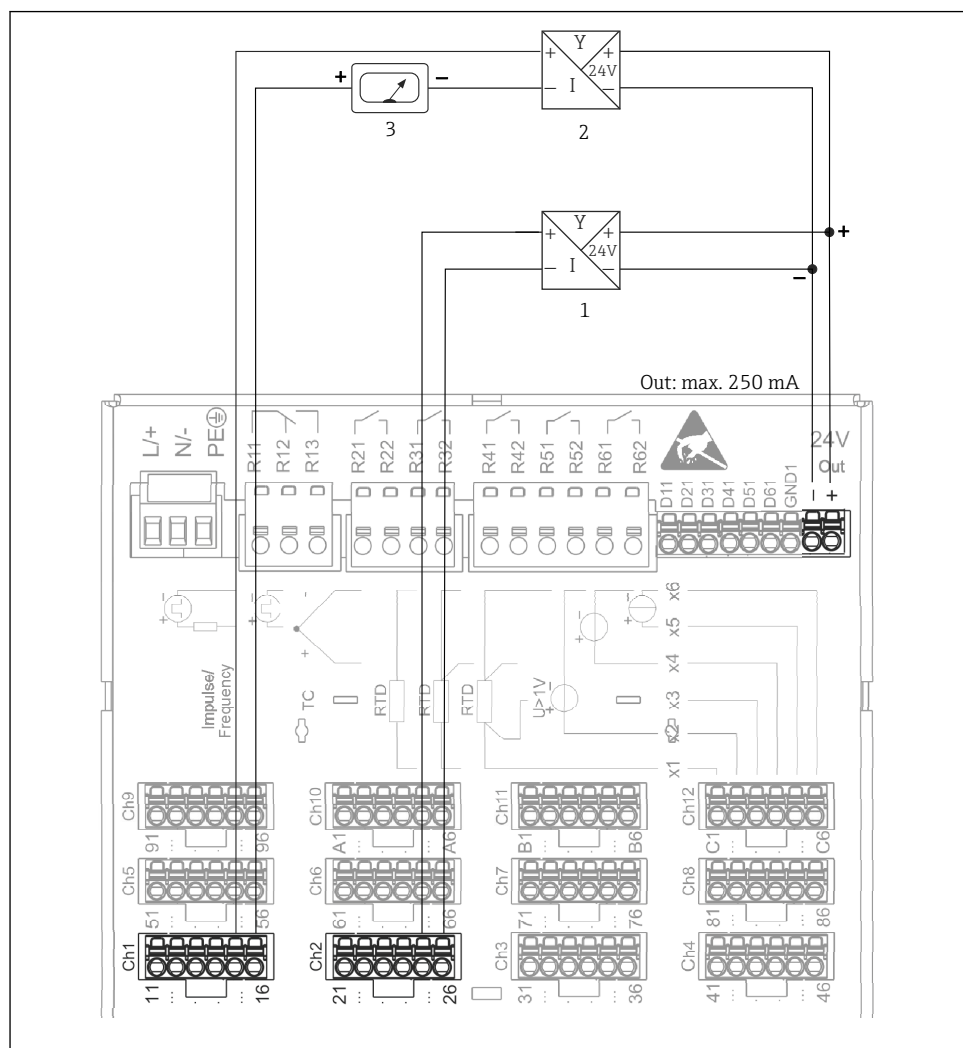 Y
+ +
24V
− I −
2
+ −
3
Y
+ +
24V
− I −
1
+
−
Out: max. 250 mA
L/+
N/-
PE
R11
R12
R13
R21
R22
R31
R32
R41
R42
R51
R52
R61
R62
D11
D21
D31
D41
D51
D61
GND1
24V
Out
− +
- +
- +
-
+
Impulse/
Frequency
TC
RTD
RTD
RTD
U>1V
- +
- +
- +
x6
x5
x4
x3
x2
x1
Ch9
91 ... ... 96
Ch10
A1 ... ... A6
Ch11
B1 ... ... B6
Ch12
C1 ... ... C6
Ch5
51 ... ... 56
Ch6
61 ... ... 66
Ch7
71 ... ... 76
Ch8
81 ... ... 86
Ch1
11 ... ... 16
Ch2
21 ... ... 26
Ch3
31 ... ... 36
Ch4
41 ... ... 46